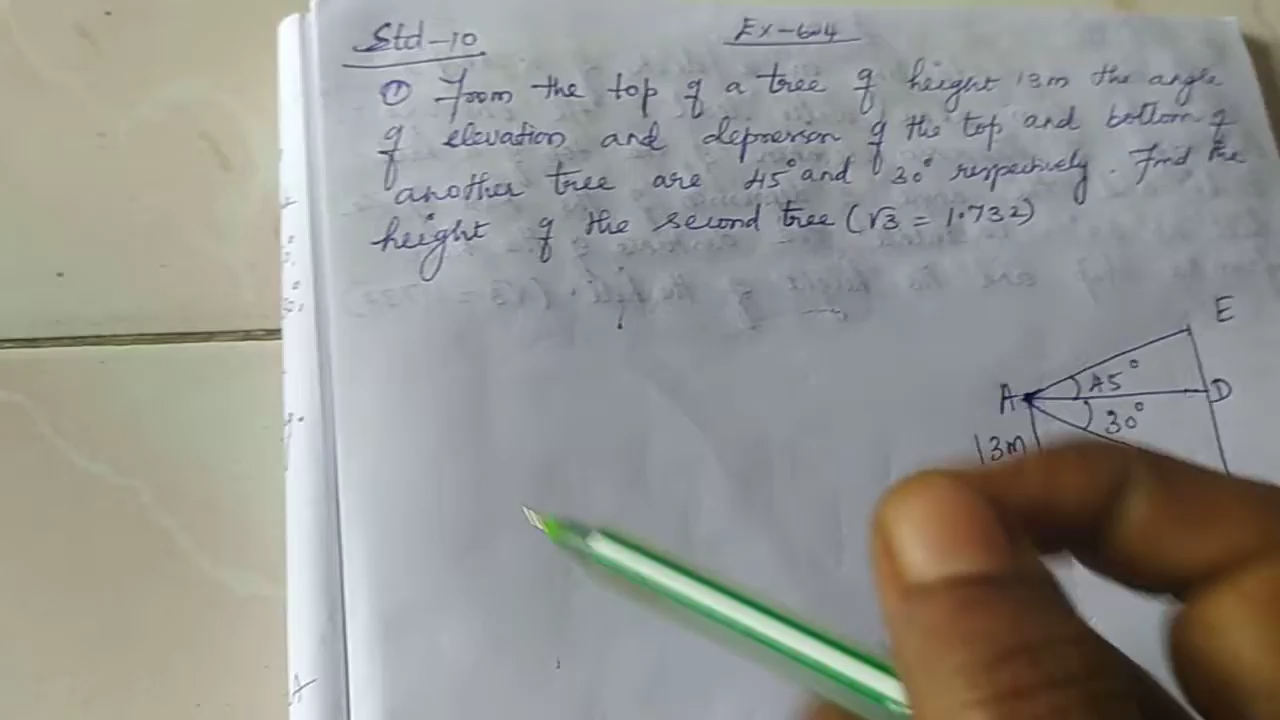 Std-10
Ex-6.4
① From the top of a tree of height 13m the angle
of elevation and depression of the top and bottom of
another tree are 45° and 30° respectively. Find the
height of the second tree (√3 = 1.732)
E
A 45° D
30°
13m